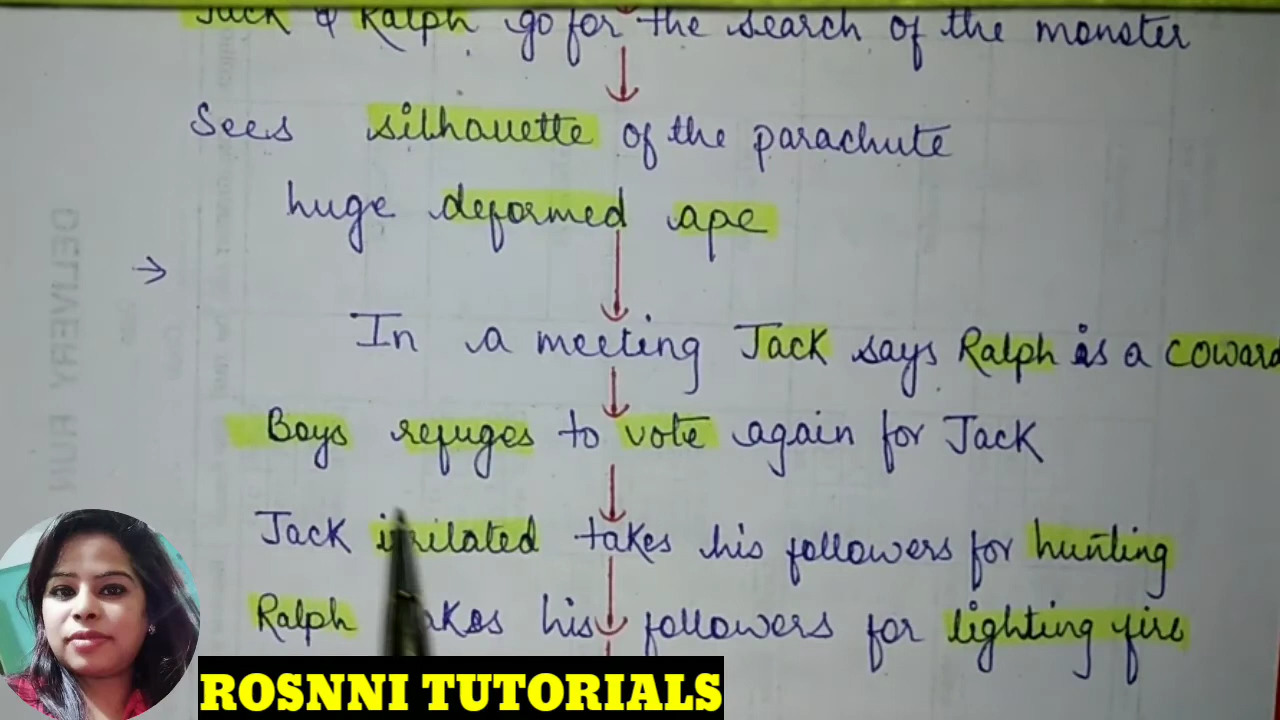 Jack & Ralph go for the search of the monster
Sees silhouette of the parachute
huge deformed ape
→
In a meeting Jack says Ralph is a coward
Boys refuges to vote again for Jack
Jack irritated takes his followers for hunting
Ralph takes his followers for lighting fire
ROSNNI TUTORIALS